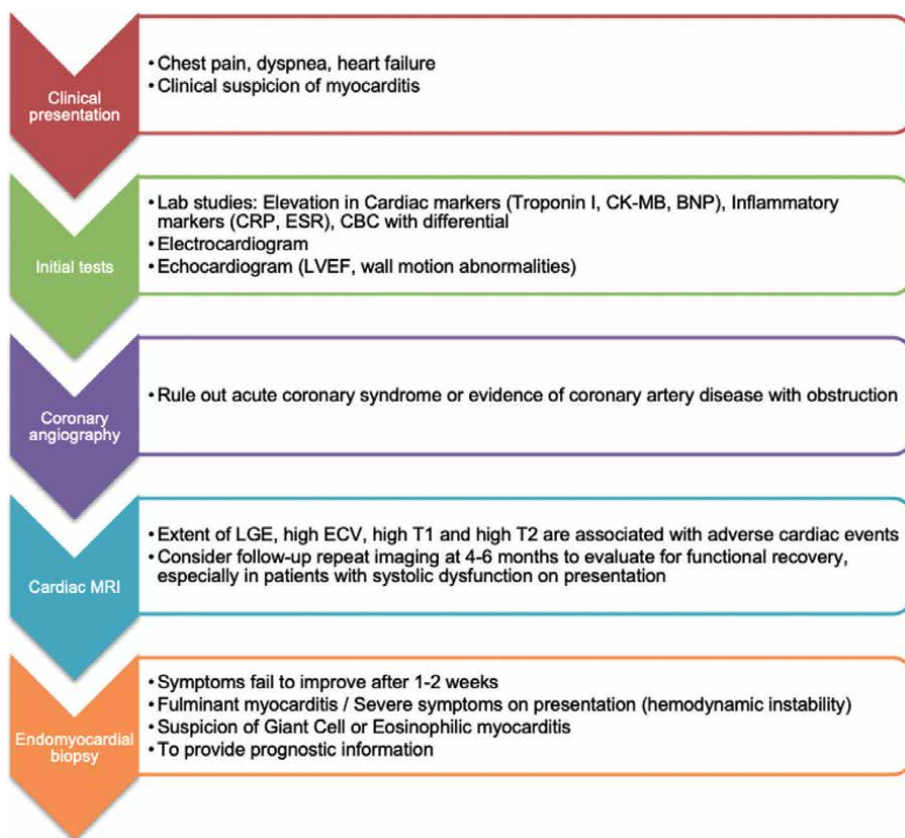 Clinical
presentation
• Chest pain, dyspnea, heart failure
• Clinical suspicion of myocarditis
Initial tests
• Lab studies: Elevation in Cardiac markers (Troponin I, CK-MB, BNP), Inflammatory
markers (CRP, ESR), CBC with differential
• Electrocardiogram
• Echocardiogram (LVEF, wall motion abnormalities)
Coronary
angiography
• Rule out acute coronary syndrome or evidence of coronary artery disease with obstruction
Cardiac MRI
• Extent of LGE, high ECV, high T1 and high T2 are associated with adverse cardiac events
• Consider follow-up repeat imaging at 4-6 months to evaluate for functional recovery,
especially in patients with systolic dysfunction on presentation
Endomyocardial
biopsy
• Symptoms fail to improve after 1-2 weeks
• Fulminant myocarditis / Severe symptoms on presentation (hemodynamic instability)
• Suspicion of Giant Cell or Eosinophilic myocarditis
• To provide prognostic information